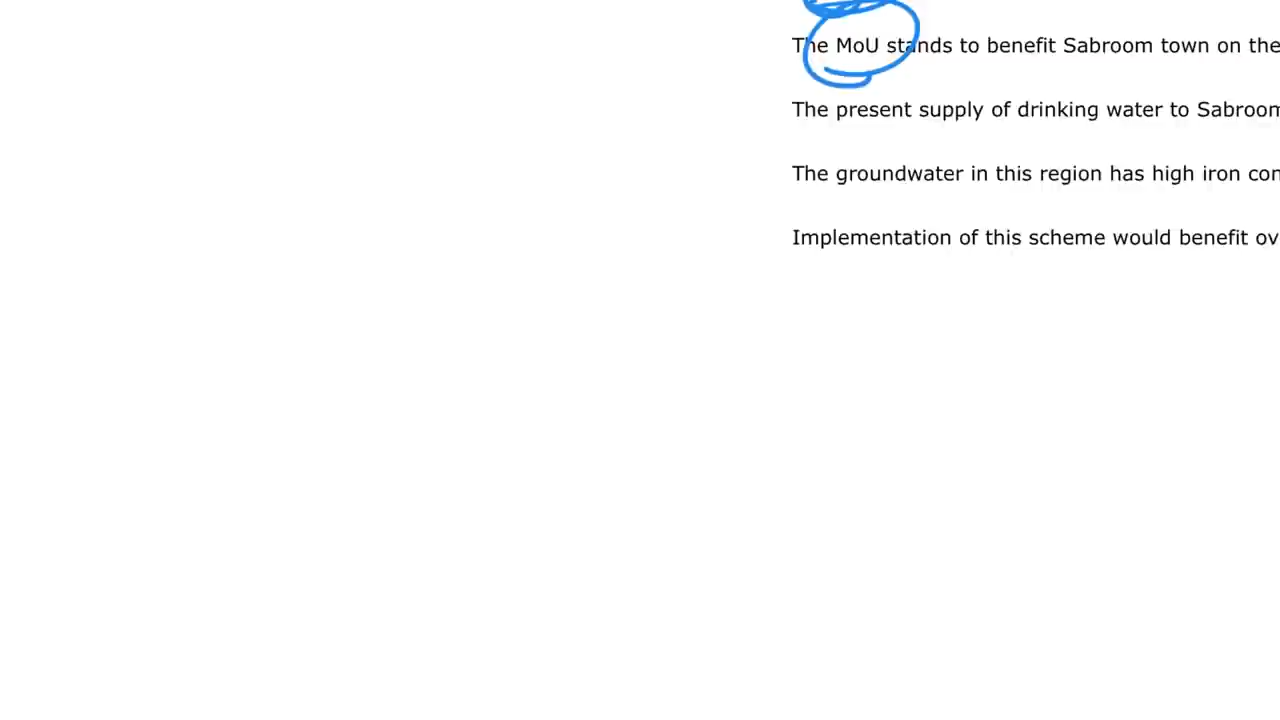 The MoU stands to benefit Sabroom town on the
The present supply of drinking water to Sabroom
The groundwater in this region has high iron con
Implementation of this scheme would benefit ov